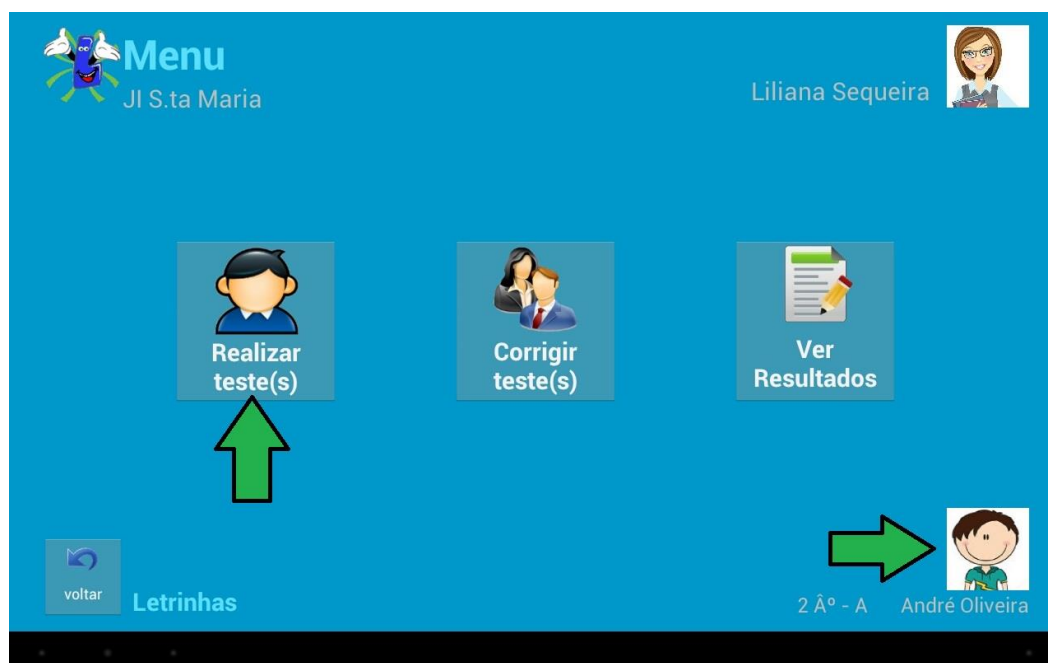 Menu
JI S.ta Maria
Liliana Sequeira
Realizar
teste(s)
Corrigir
teste(s)
Ver
Resultados
voltar
Letrinhas
2 Âº - A
André Oliveira